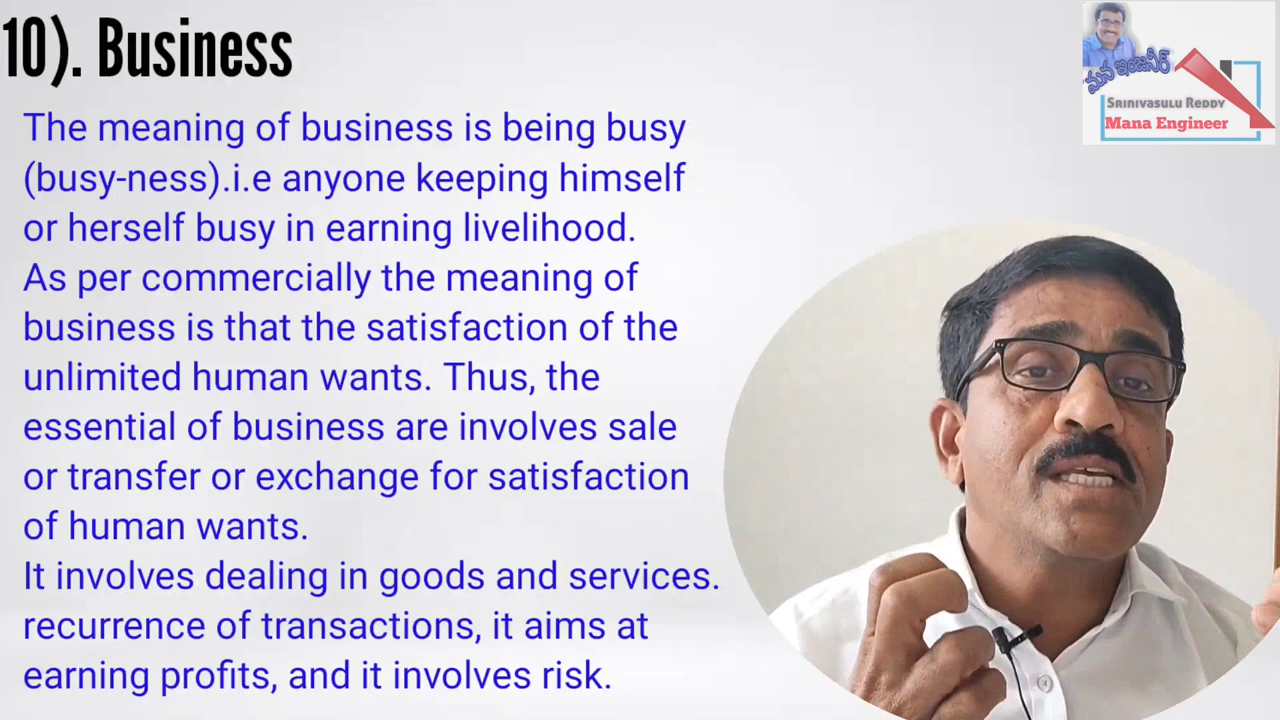 10). Business
The meaning of business is being busy
(busy-ness).i.e anyone keeping himself
or herself busy in earning livelihood.
As per commercially the meaning of
business is that the satisfaction of the
unlimited human wants. Thus, the
essential of business are involves sale
or transfer or exchange for satisfaction
of human wants.
It involves dealing in goods and services.
recurrence of transactions, it aims at
earning profits, and it involves risk.
మన ఇంజనీర్
Srinivasulu Reddy
Mana Engineer